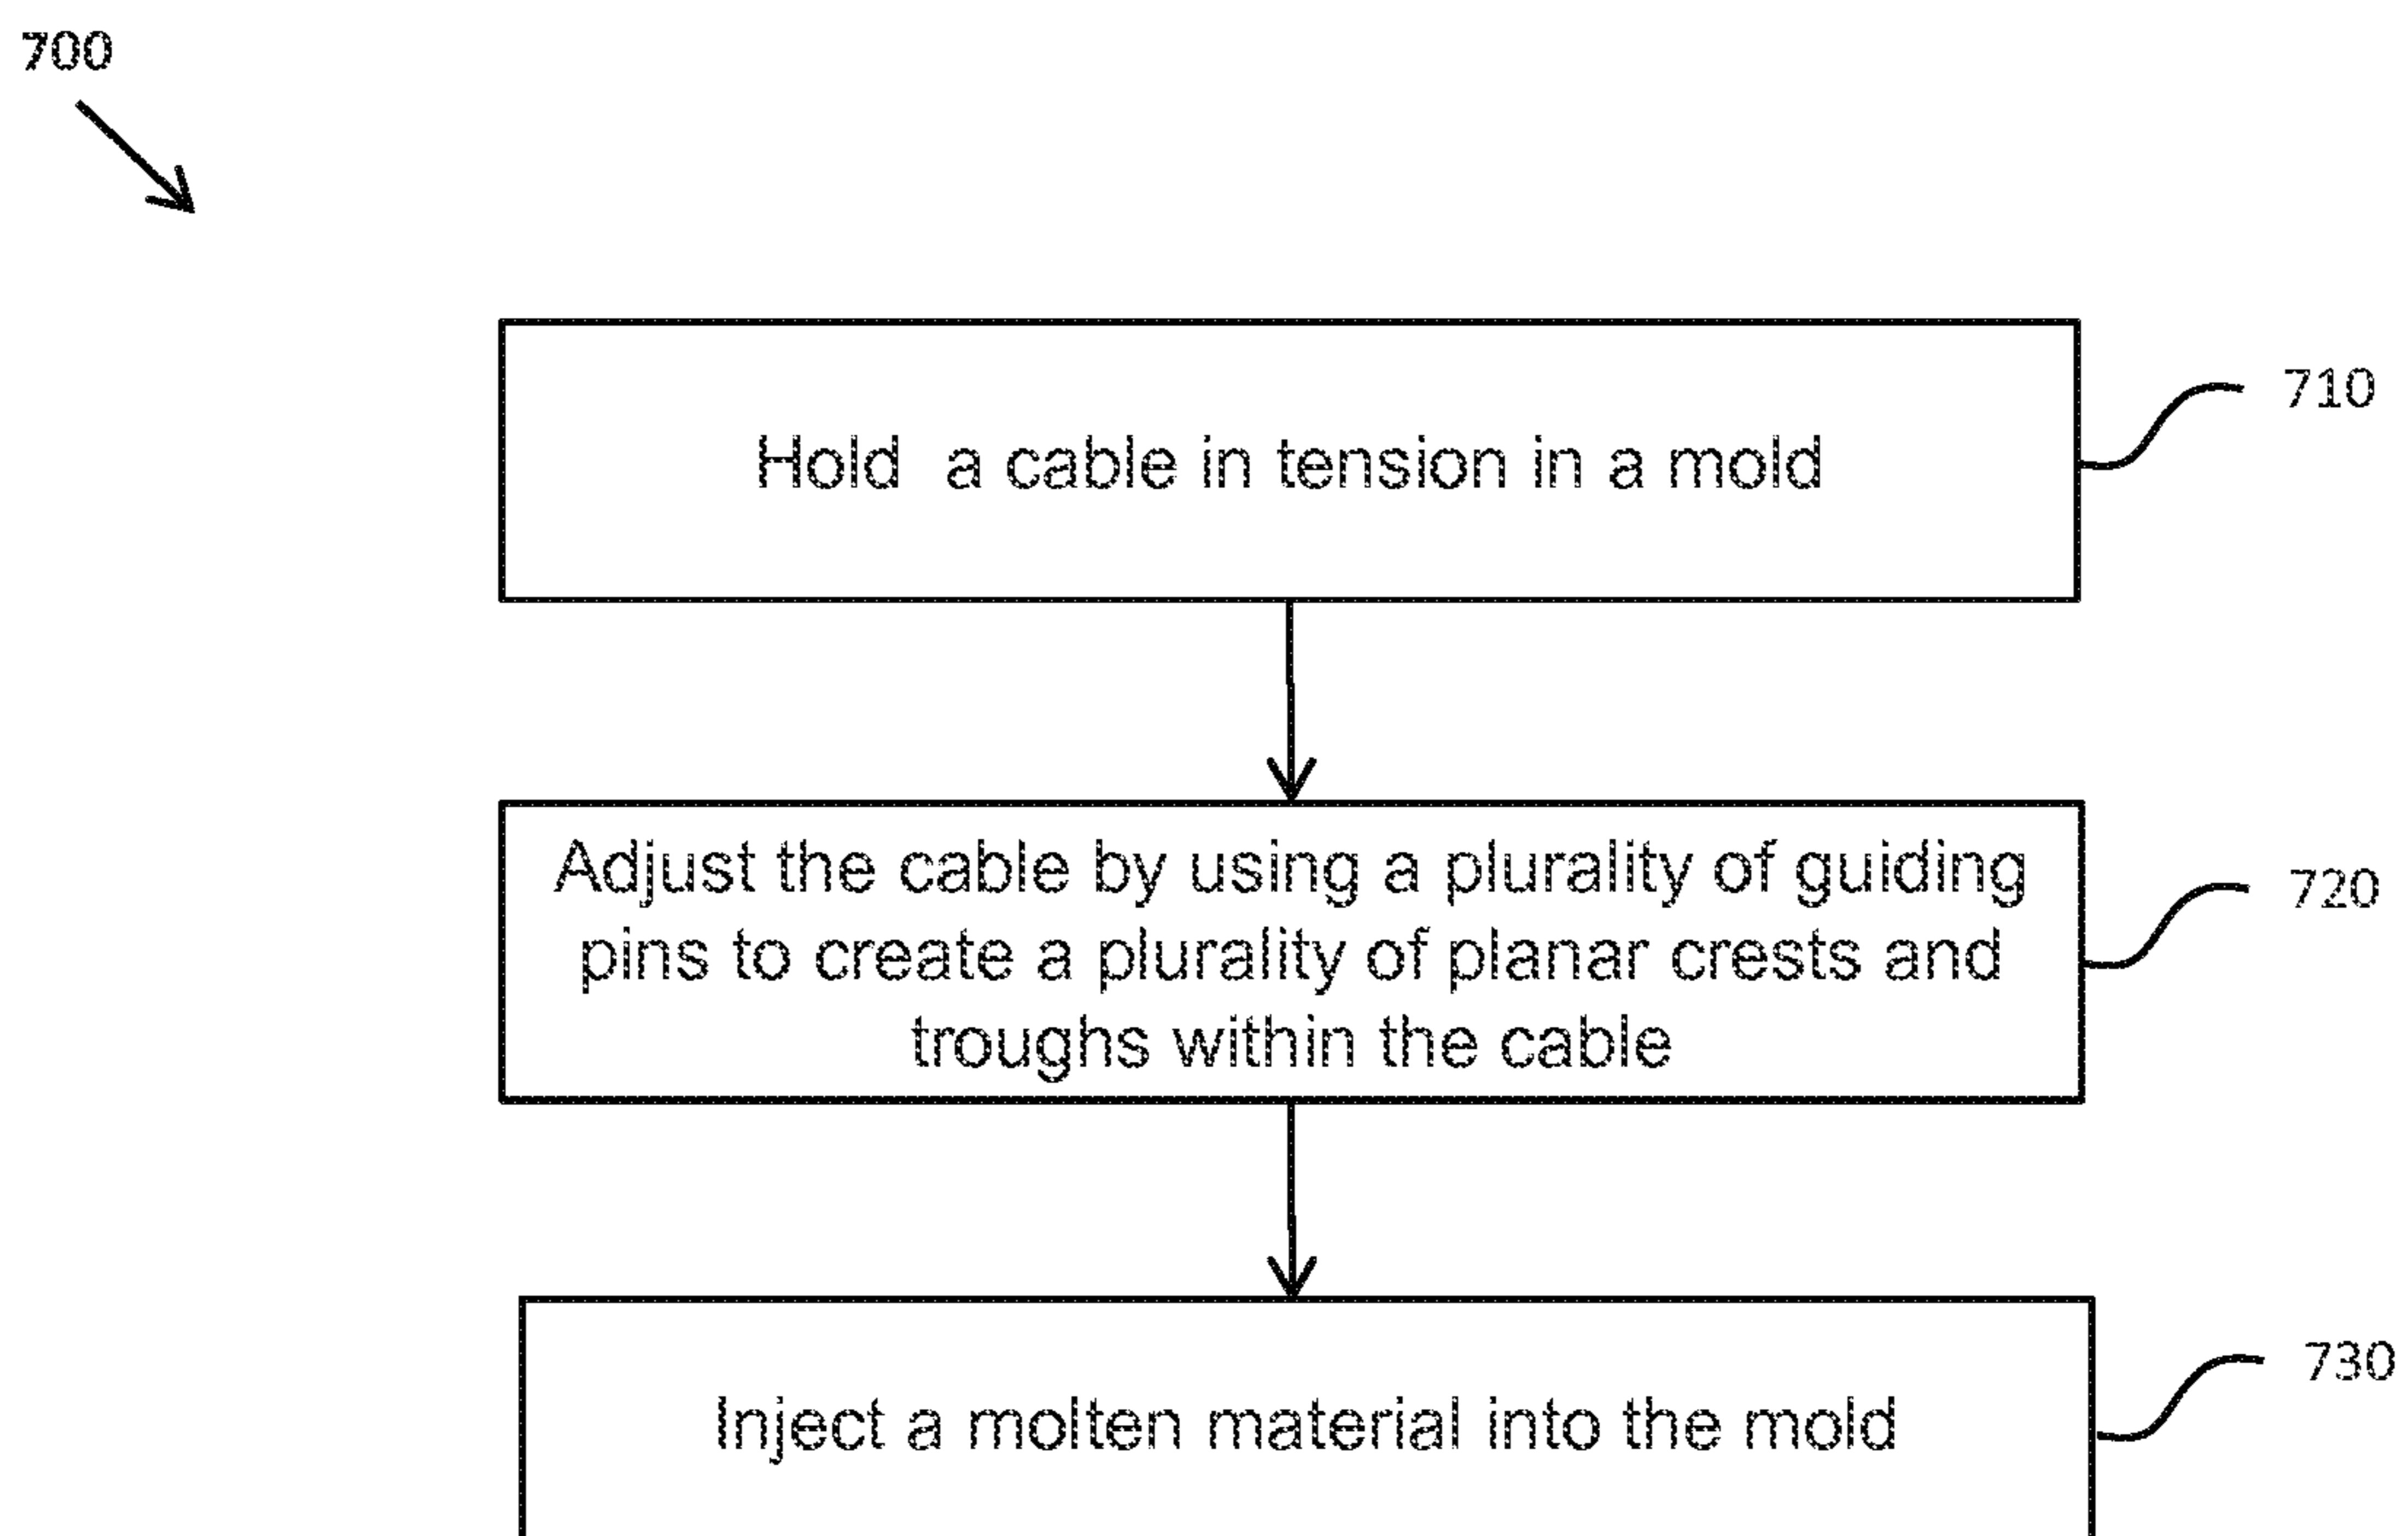 700
Hold a cable in tension in a mold
710
Adjust the cable by using a plurality of guiding
pins to create a plurality of planar crests and
troughs within the cable
720
Inject a molten material into the mold
730